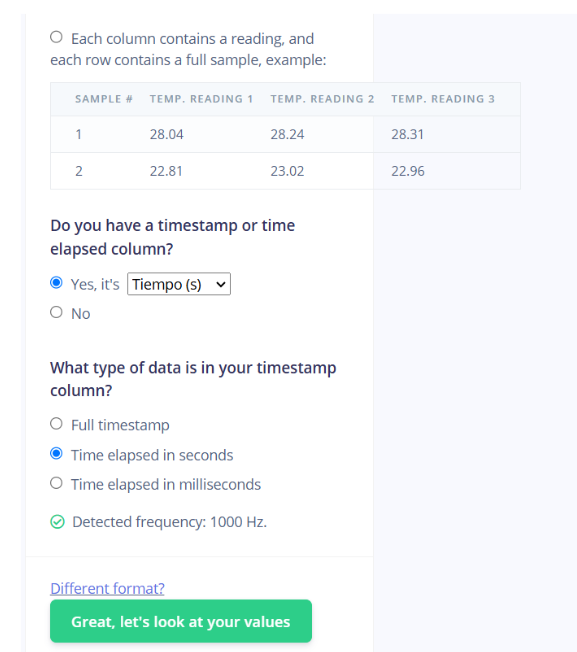 Each column contains a reading, and
each row contains a full sample, example:
SAMPLE # TEMP. READING 1 TEMP. READING 2 TEMP. READING 3
1 28.04 28.24 28.31
2 22.81 23.02 22.96
Do you have a timestamp or time
elapsed column?
Yes, it's Tiempo (s)
No
What type of data is in your timestamp
column?
Full timestamp
Time elapsed in seconds
Time elapsed in milliseconds
Detected frequency: 1000 Hz.
Different format?
Great, let's look at your values